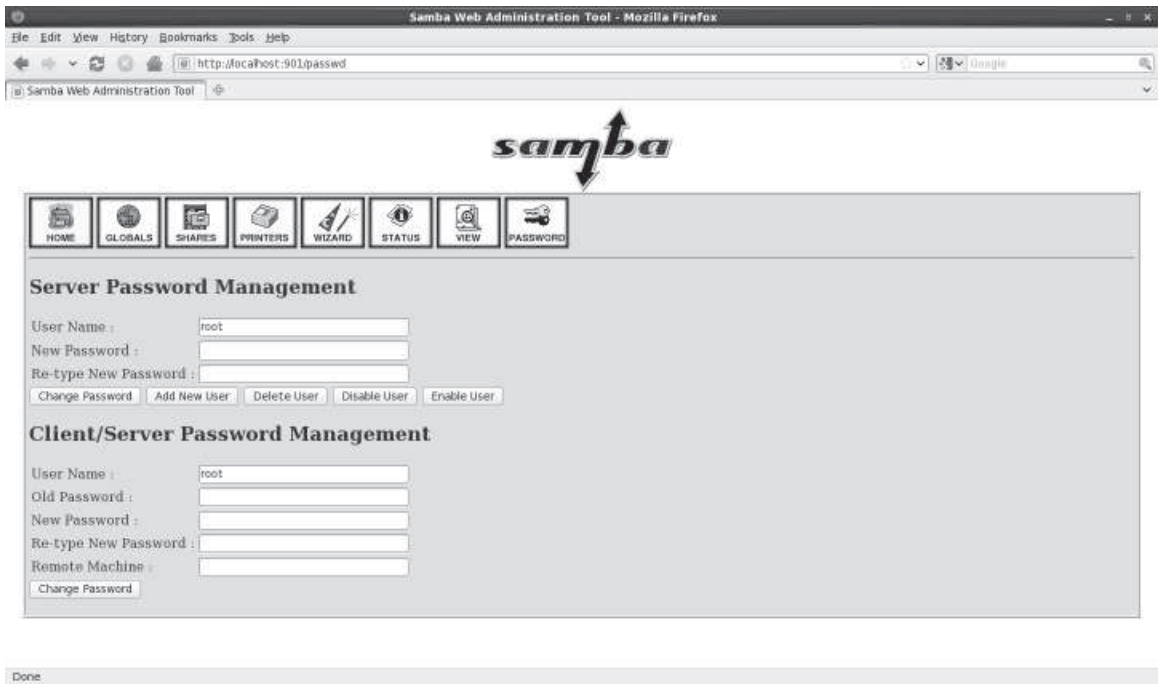 Samba Web Administration Tool - Mozilla Firefox
File Edit View History Bookmarks Tools Help
http://localhost:901/passwd
Google
Samba Web Administration Tool
samba
HOME GLOBALS SHARES PRINTERS WIZARD STATUS VIEW PASSWORD
Server Password Management
User Name : root
New Password :
Re-type New Password :
Change Password Add New User Delete User Disable User Enable User
Client/Server Password Management
User Name : root
Old Password :
New Password :
Re-type New Password :
Remote Machine :
Change Password
Done